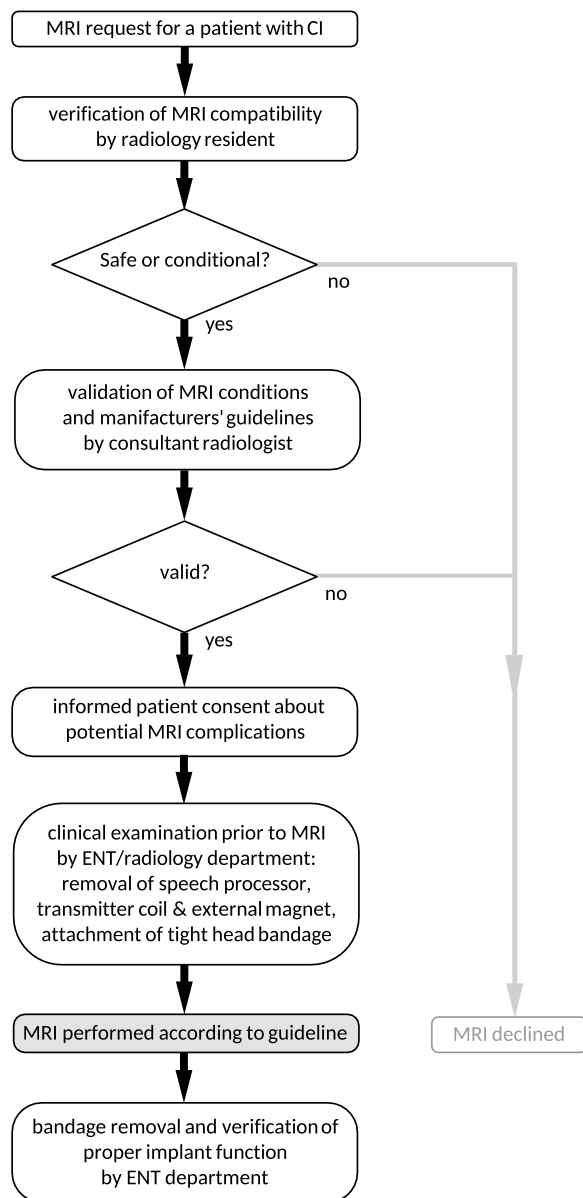 MRI request for a patient with CI
verification of MRI compatibility
by radiology resident
Safe or conditional?
no
yes
validation of MRI conditions
and manifacturers' guidelines
by consultant radiologist
valid?
no
yes
informed patient consent about
potential MRI complications
clinical examination prior to MRI
by ENT/radiology department:
removal of speech processor,
transmitter coil & external magnet,
attachment of tight head bandage
MRI performed according to guideline
MRI declined
bandage removal and verification of
proper implant function
by ENT department